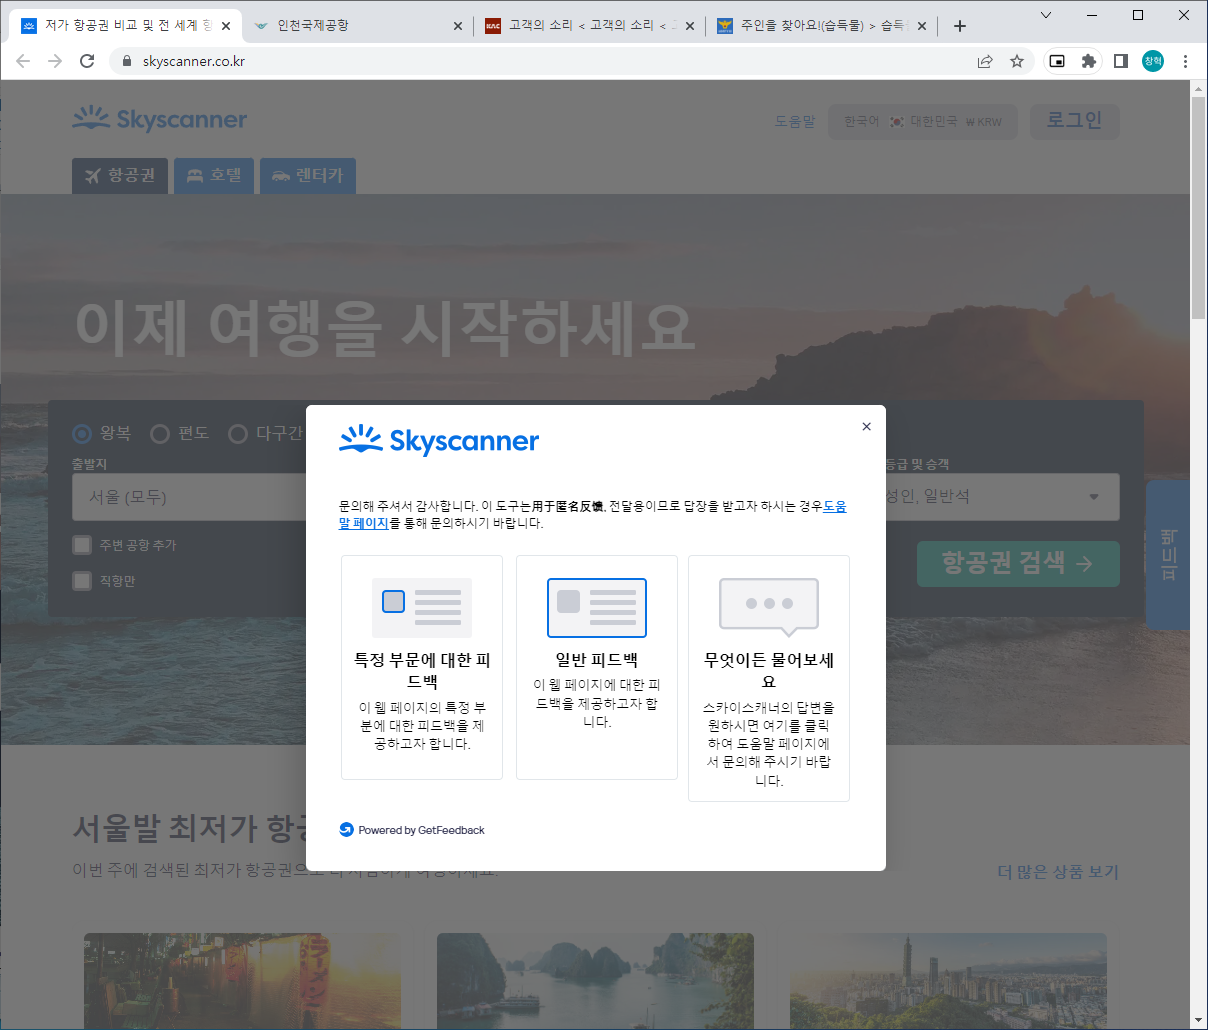 저가 항공권 비교 및 전 세계 항
인천국제공항
고객의 소리 < 고객의 소리 < 고
주인을 찾아요!(습득물) > 습득물
skyscanner.co.kr
창혁
Skyscanner
도움말
한국어 대한민국 ₩ KRW
로그인
항공권
호텔
렌터카
이제 여행을 시작하세요
왕복
편도
다구간
출발지
등급 및 승객
서울 (모두)
성인, 일반석
주변 공항 추가
직항만
항공권 검색 →
피드백
Skyscanner
문의해 주셔서 감사합니다. 이 도구는用于匿名反馈, 전달용이므로 답장을 받고자 하시는 경우도움
말 페이지를 통해 문의하시기 바랍니다.
특정 부문에 대한 피
드백
이 웹 페이지의 특정 부
분에 대한 피드백을 제
공하고자 합니다.
일반 피드백
이 웹 페이지에 대한 피
드백을 제공하고자 합
니다.
무엇이든 물어보세
요
스카이스캐너의 답변을
원하시면 여기를 클릭
하여 도움말 페이지에
서 문의해 주시기 바랍
니다.
Powered by GetFeedback
서울발 최저가 항공
이번 주에 검색된 최저가 항공권으로 더 저렴하게 여행하세요.
더 많은 상품 보기
ラーメン